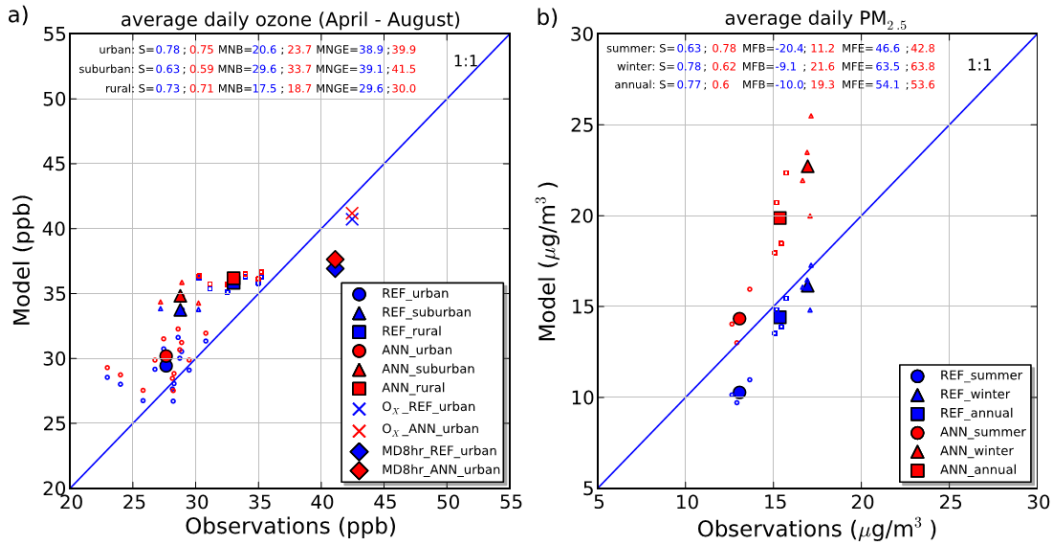 a)
average daily ozone (April - August)
urban: S=0.78 ; 0.75 MNB=20.6 ; 23.7 MNGE=38.9 ; 39.9
suburban: S=0.63 ; 0.59 MNB=29.6 ; 33.7 MNGE=39.1 ; 41.5
rural: S=0.73 ; 0.71 MNB=17.5 ; 18.7 MNGE=29.6 ; 30.0
1:1
55
50
45
40
35
30
25
20
Model (ppb)
REF_urban
REF_suburban
REF_rural
ANN_urban
ANN_suburban
ANN_rural
O_X_REF_urban
O_X_ANN_urban
MD8hr_REF_urban
MD8hr_ANN_urban
20 25 30 35 40 45 50 55
Observations (ppb)
b)
average daily PM2.5
summer: S=0.63 ; 0.78 MFB=-20.4; 11.2 MFE=46.6 ; 42.8
winter: S=0.78 ; 0.62 MFB=-9.1 ; 21.6 MFE=63.5 ; 63.8
annual: S=0.77 ; 0.6 MFB=-10.0; 19.3 MFE=54.1 ; 53.6
1:1
30
25
20
15
10
5
Model (μg/m³ )
REF_summer
REF_winter
REF_annual
ANN_summer
ANN_winter
ANN_annual
5 10 15 20 25 30
Observations (μg/m³ )